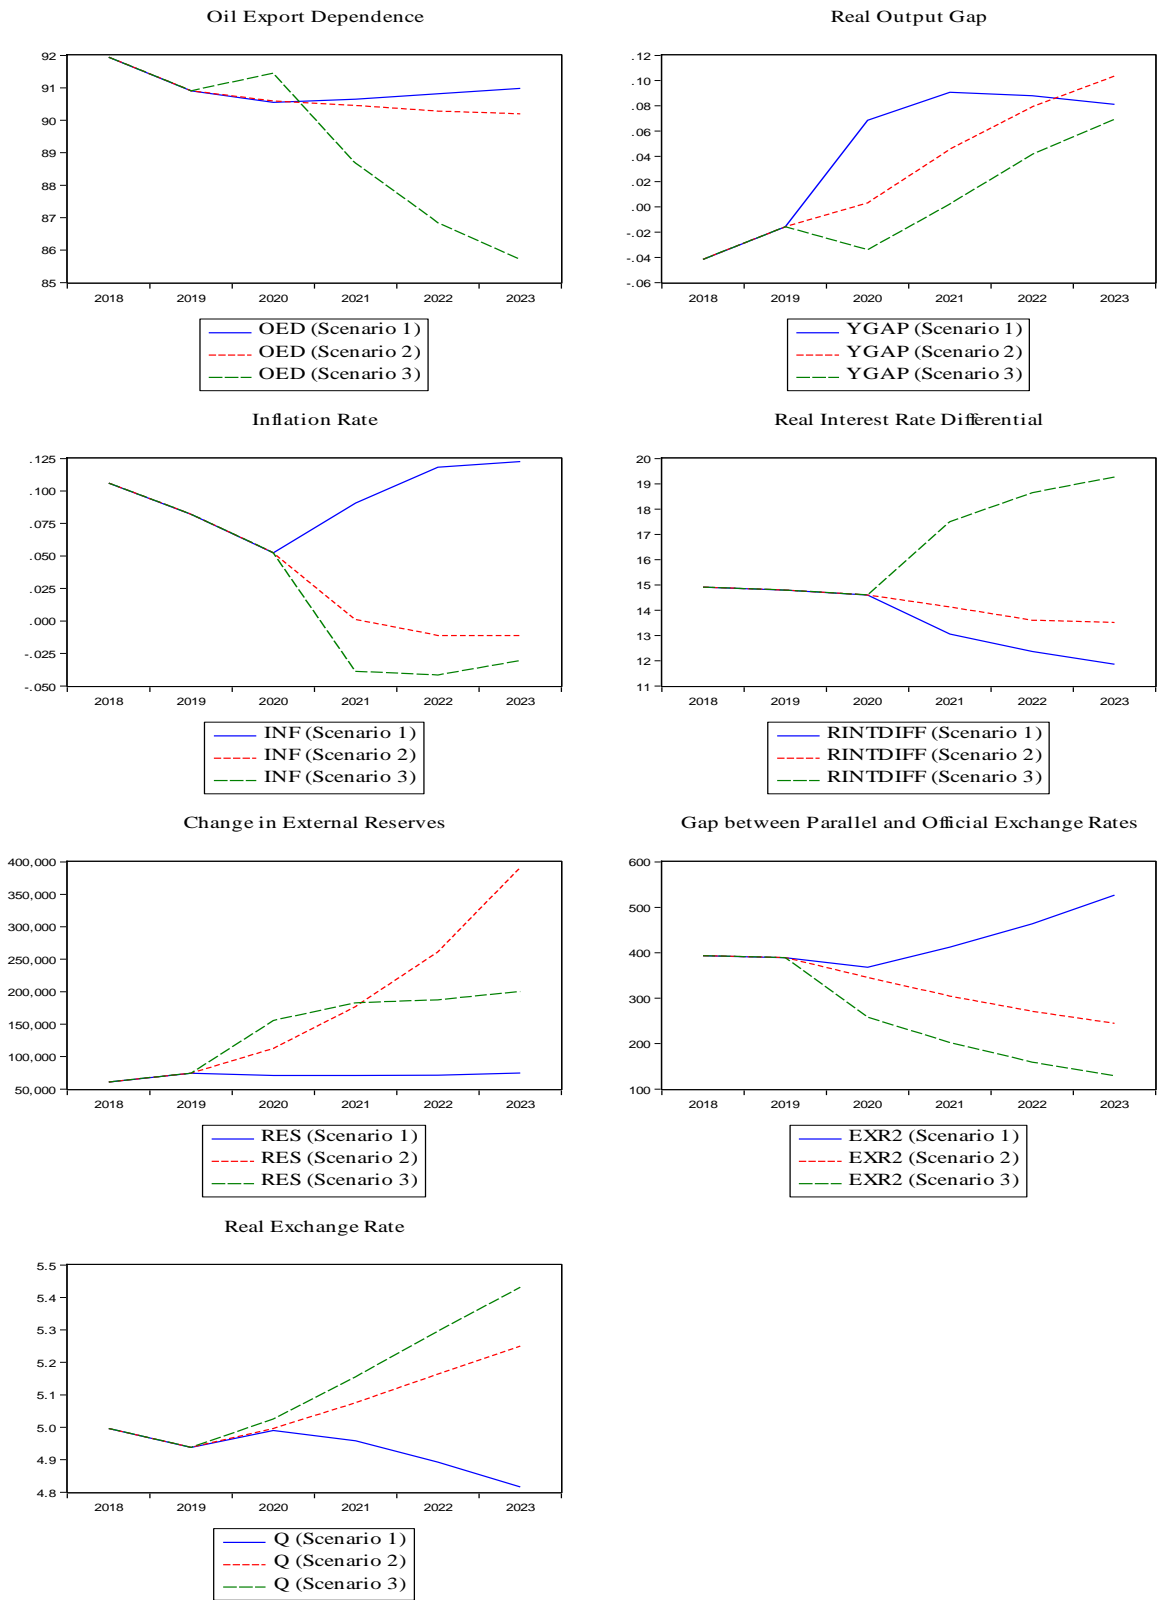 Oil Export Dependence
92
91
90
89
88
87
86
85
2018 2019 2020 2021 2022 2023
OED (Scenario 1)
OED (Scenario 2)
OED (Scenario 3)
Real Output Gap
.12
.10
.08
.06
.04
.02
.00
-.02
-.04
-.06
2018 2019 2020 2021 2022 2023
YGAP (Scenario 1)
YGAP (Scenario 2)
YGAP (Scenario 3)
Inflation Rate
.125
.100
.075
.050
.025
.000
-.025
-.050
2018 2019 2020 2021 2022 2023
INF (Scenario 1)
INF (Scenario 2)
INF (Scenario 3)
Real Interest Rate Differential
20
19
18
17
16
15
14
13
12
11
2018 2019 2020 2021 2022 2023
RINTDIFF (Scenario 1)
RINTDIFF (Scenario 2)
RINTDIFF (Scenario 3)
Change in External Reserves
400,000
350,000
300,000
250,000
200,000
150,000
100,000
50,000
2018 2019 2020 2021 2022 2023
RES (Scenario 1)
RES (Scenario 2)
RES (Scenario 3)
Gap between Parallel and Official Exchange Rates
600
500
400
300
200
100
2018 2019 2020 2021 2022 2023
EXR2 (Scenario 1)
EXR2 (Scenario 2)
EXR2 (Scenario 3)
Real Exchange Rate
5.5
5.4
5.3
5.2
5.1
5.0
4.9
4.8
2018 2019 2020 2021 2022 2023
Q (Scenario 1)
Q (Scenario 2)
Q (Scenario 3)